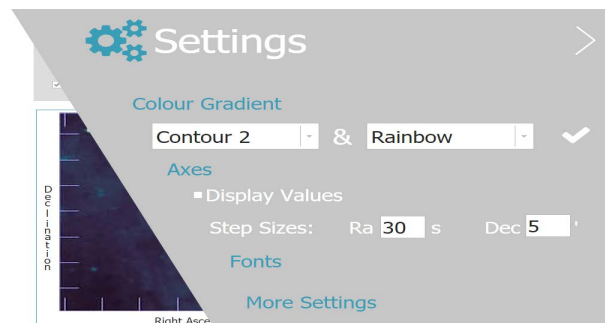 Settings
Colour Gradient
Contour 2 & Rainbow
Axes
Display Values
Step Sizes: Ra 30 s Dec 5 '
Fonts
More Settings
Declination
Right Asce